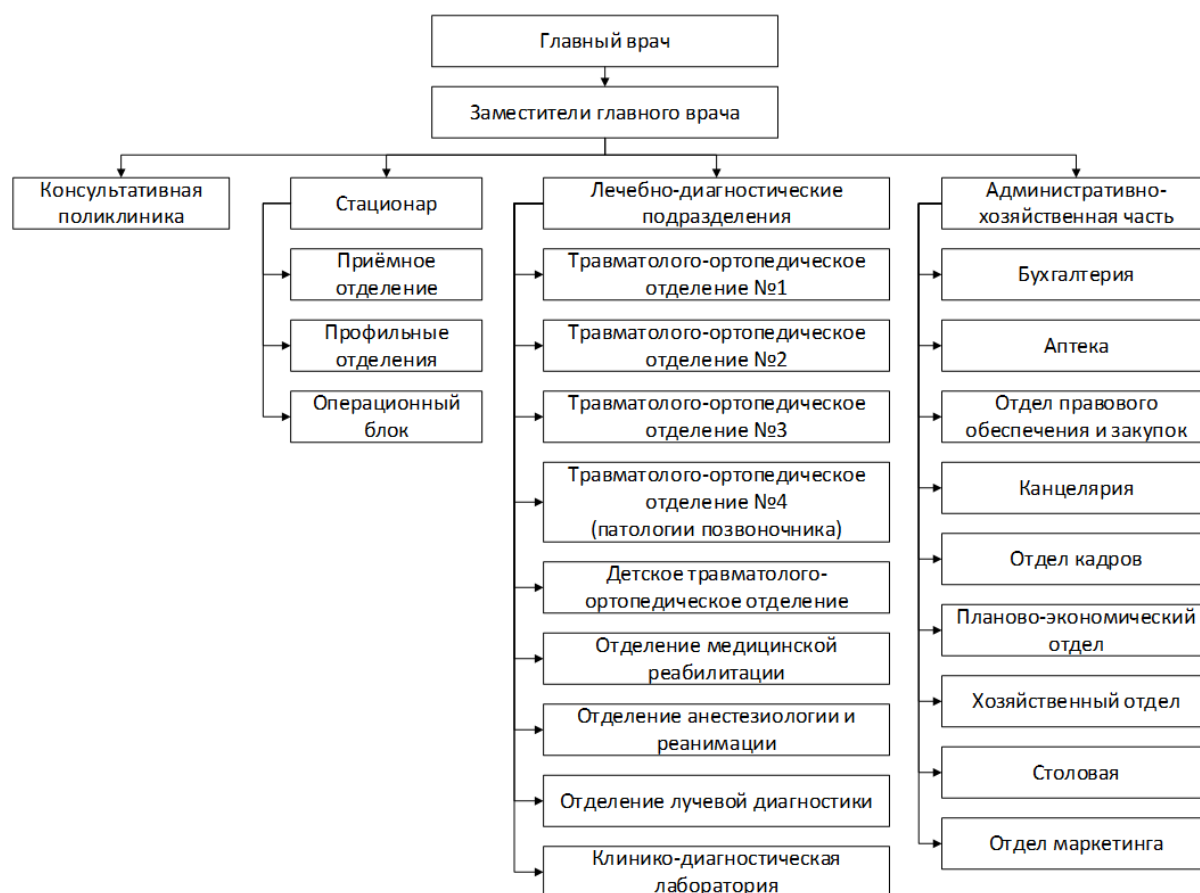 Главный врач
Заместители главного врача
Консультативная
поликлиника
Стационар
Приёмное
отделение
Профильные
отделения
Операционный
блок
Лечебно-диагностические
подразделения
Травматолого-ортопедическое
отделение №1
Травматолого-ортопедическое
отделение №2
Травматолого-ортопедическое
отделение №3
Травматолого-ортопедическое
отделение №4
(патологии позвоночника)
Детское травматолого-
ортопедическое отделение
Отделение медицинской
реабилитации
Отделение анестезиологии и
реанимации
Отделение лучевой диагностики
Клинико-диагностическая
лаборатория
Административно-
хозяйственная часть
Бухгалтерия
Аптека
Отдел правового
обеспечения и закупок
Канцелярия
Отдел кадров
Планово-экономический
отдел
Хозяйственный отдел
Столовая
Отдел маркетинга